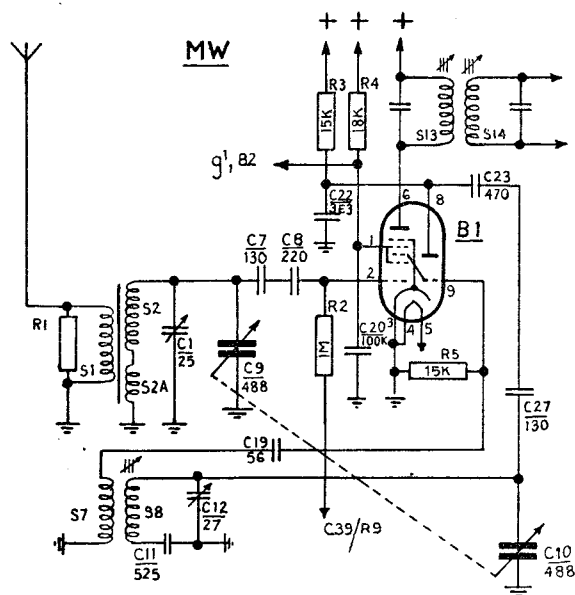 + + +
MW
R3
R4
15K
18K
S13
S14
g¹, B2
C23
470
C22
3E3
6
8
B1
C7
130
C8
220
1
2
9
R2
1M
C20
100K
3
4
5
R5
15K
R1
S1
S2
S2A
C1
25
C9
488
C27
130
C19
56
S7
S8
C12
27
C11
525
C39/R9
C10
488